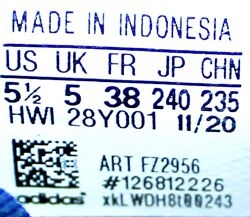 MADE IN INDONESIA
US UK FR JP CHN
5½ 5 38 240 235
HWI 28Y001 11/20
ART FZ2956
#126812226
adidas xkLWDH8t00243